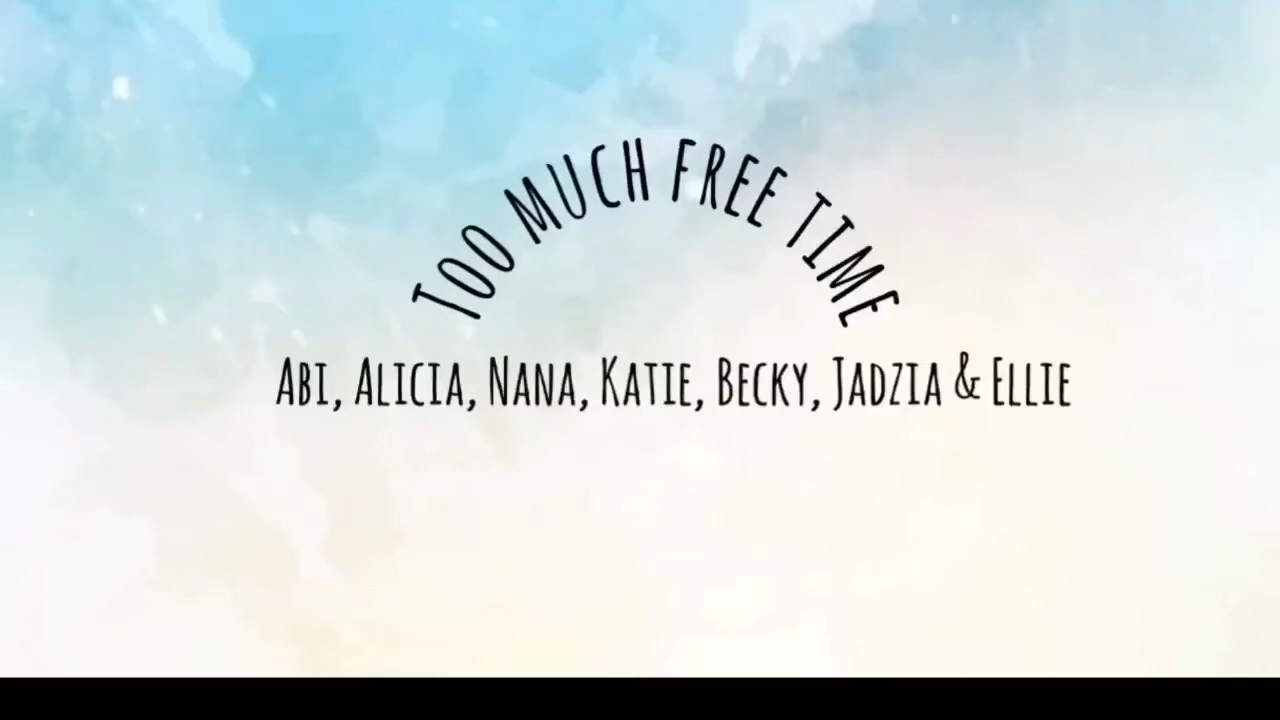 Too much free time
Abi, Alicia, Nana, Katie, Becky, Jadzia & Ellie